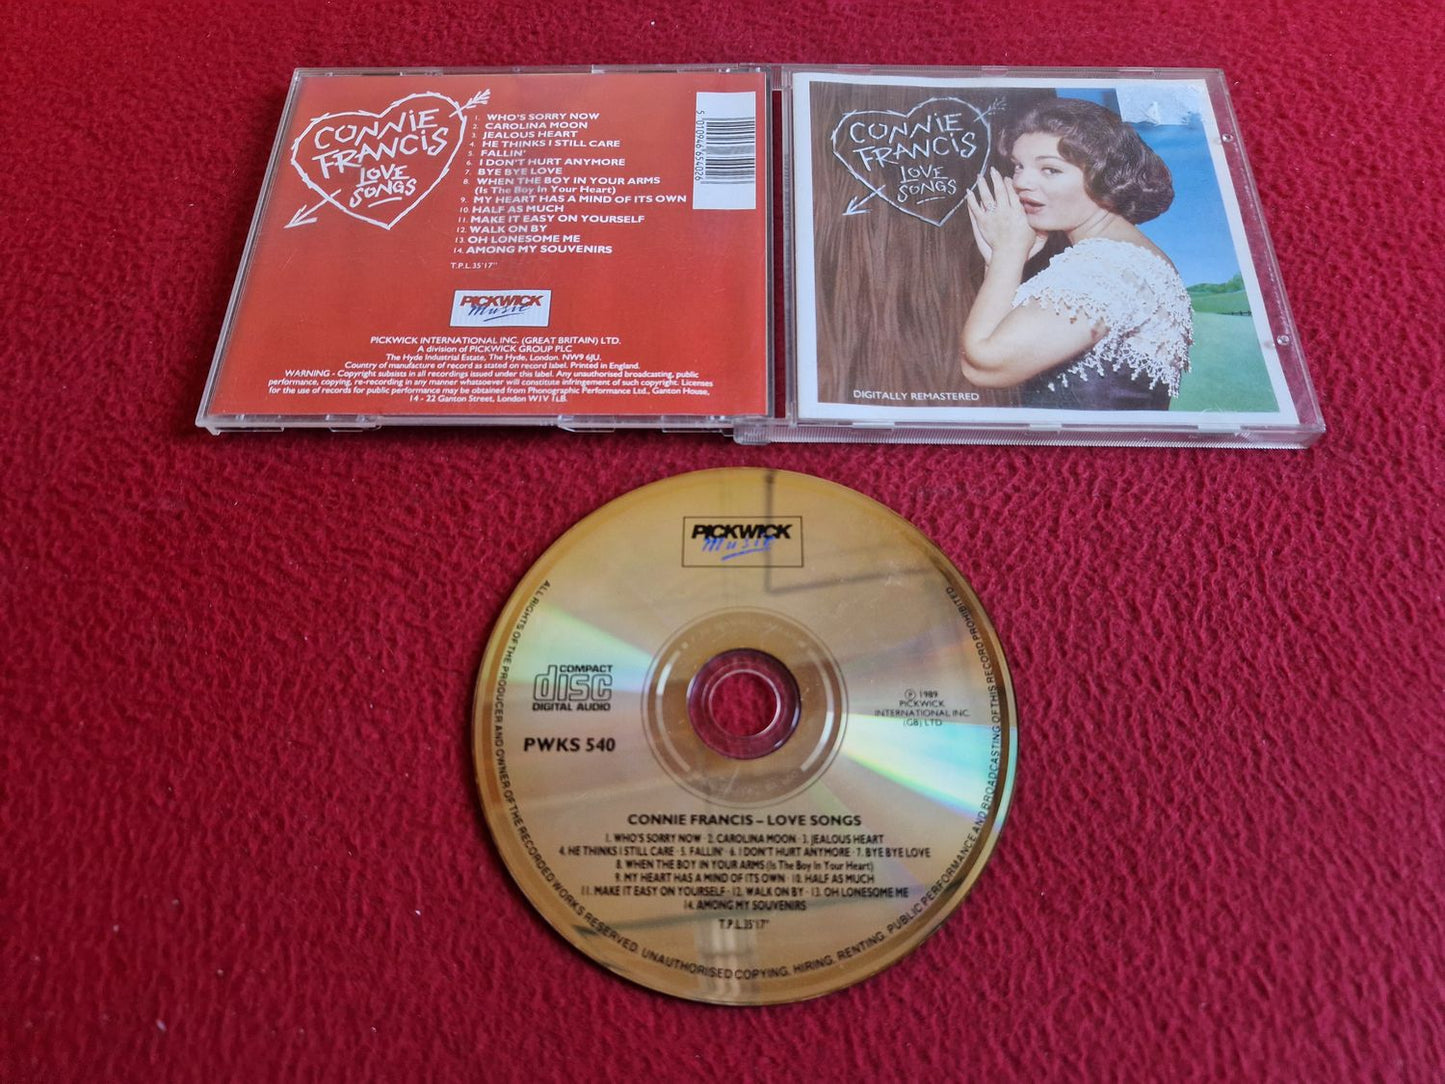 CONNIE
FRANCIS
LOVE
SONGS
1. WHO'S SORRY NOW
2. CAROLINA MOON
3. JEALOUS HEART
4. HE THINKS I STILL CARE
5. FALLIN'
6. I DON'T HURT ANYMORE
7. BYE BYE LOVE
8. WHEN THE BOY IN YOUR ARMS
(Is The Boy In Your Heart)
9. MY HEART HAS A MIND OF ITS OWN
10. HALF AS MUCH
11. MAKE IT EASY ON YOURSELF
12. WALK ON BY
13. OH LONESOME ME
14. AMONG MY SOUVENIRS
T.P.L. 35'17"
5 010946 654026
PICKWICK
Music
PICKWICK INTERNATIONAL INC. (GREAT BRITAIN) LTD.
A division of PICKWICK GROUP PLC
The Hyde Industrial Estate, The Hyde, London. NW9 6JU.
Country of manufacture of record as stated on record label. Printed in England.
WARNING - Copyright subsists in all recordings issued under this label. Any unauthorised broadcasting, public
performance, copying, re-recording in any manner whatsoever will constitute infringement of such copyright. Licenses
for the use of records for public performance may be obtained from Phonographic Performance Ltd., Ganton House,
14 - 22 Ganton Street, London W1V 1LB.
CONNIE
FRANCIS
LOVE
SONGS
DIGITALLY REMASTERED
PICKWICK
Music
COMPACT
disc
DIGITAL AUDIO
PWKS 540
℗ 1989
PICKWICK
INTERNATIONAL INC.
(GB) LTD
CONNIE FRANCIS – LOVE SONGS
1. WHO'S SORRY NOW · 2. CAROLINA MOON · 3. JEALOUS HEART
4. HE THINKS I STILL CARE · 5. FALLIN' · 6. I DON'T HURT ANYMORE · 7. BYE BYE LOVE
8. WHEN THE BOY IN YOUR ARMS (Is The Boy In Your Heart)
9. MY HEART HAS A MIND OF ITS OWN · 10. HALF AS MUCH
11. MAKE IT EASY ON YOURSELF · 12. WALK ON BY · 13. OH LONESOME ME
14. AMONG MY SOUVENIRS
T.P.L. 35'17"
ALL RIGHTS OF THE PRODUCER AND OWNER OF THE RECORDED WORKS RESERVED. UNAUTHORISED COPYING. HIRING. RENTING. PUBLIC PERFORMANCE AND BROADCASTING OF THIS RECORD PROHIBITED.